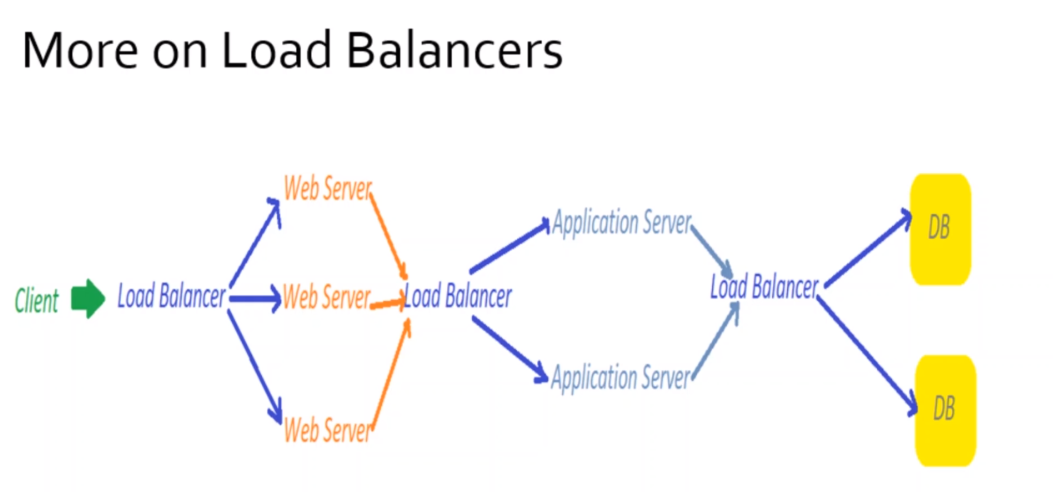 More on Load Balancers
Client
Load Balancer
Web Server
Web Server
Web Server
Load Balancer
Application Server
Application Server
Load Balancer
DB
DB